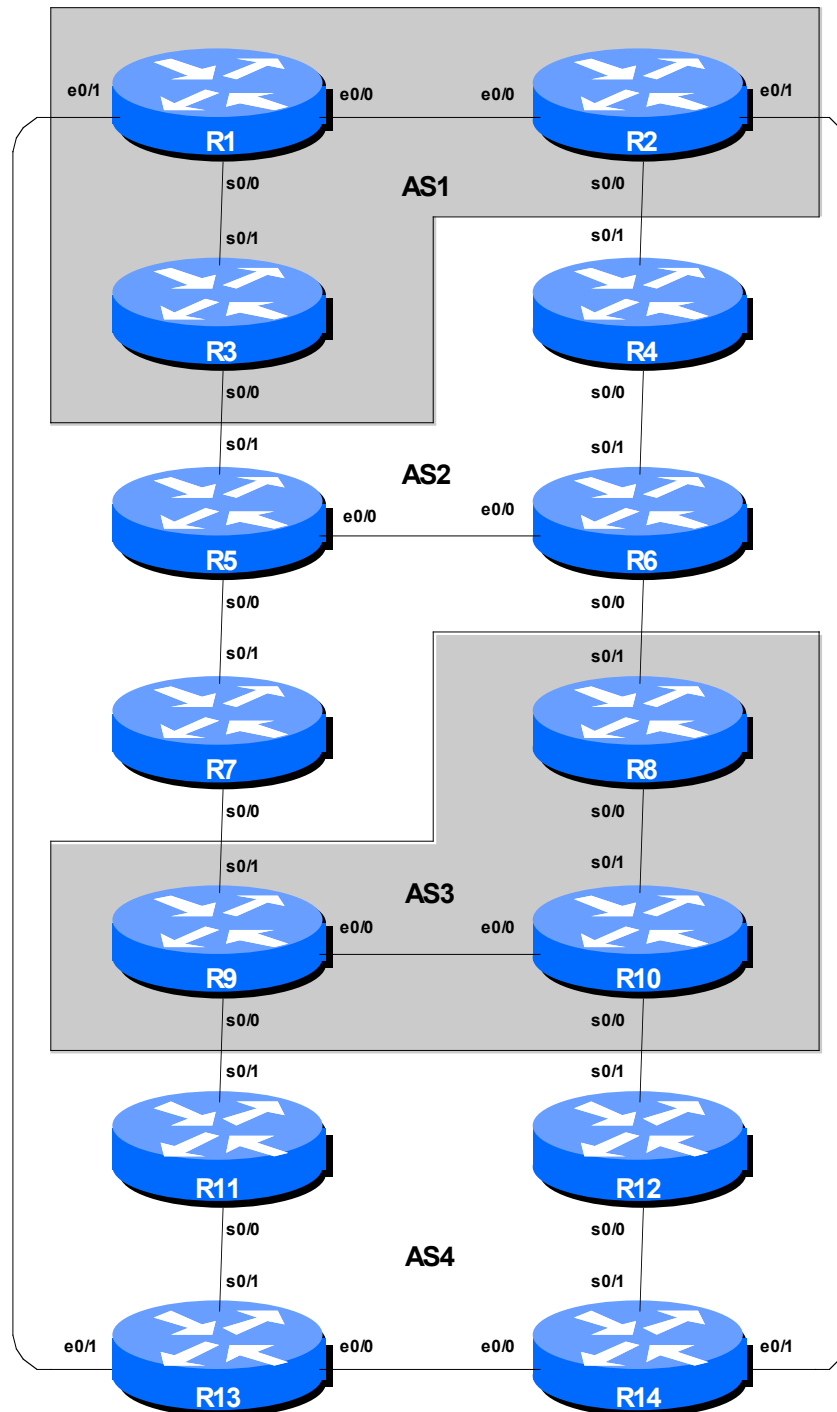 e0/1 e0/0 e0/0 e0/1
R1 R2
s0/0 AS1 s0/0
s0/1 s0/1
R3 R4
s0/0 s0/0
s0/1 AS2 s0/1
e0/0 e0/0
R5 R6
s0/0 s0/0
s0/1 s0/1
R7 R8
s0/0 s0/0
s0/1 AS3 s0/1
e0/0 e0/0
R9 R10
s0/0 s0/0
s0/1 s0/1
R11 R12
s0/0 s0/0
AS4
s0/1 s0/1
e0/1 e0/0 e0/0 e0/1
R13 R14